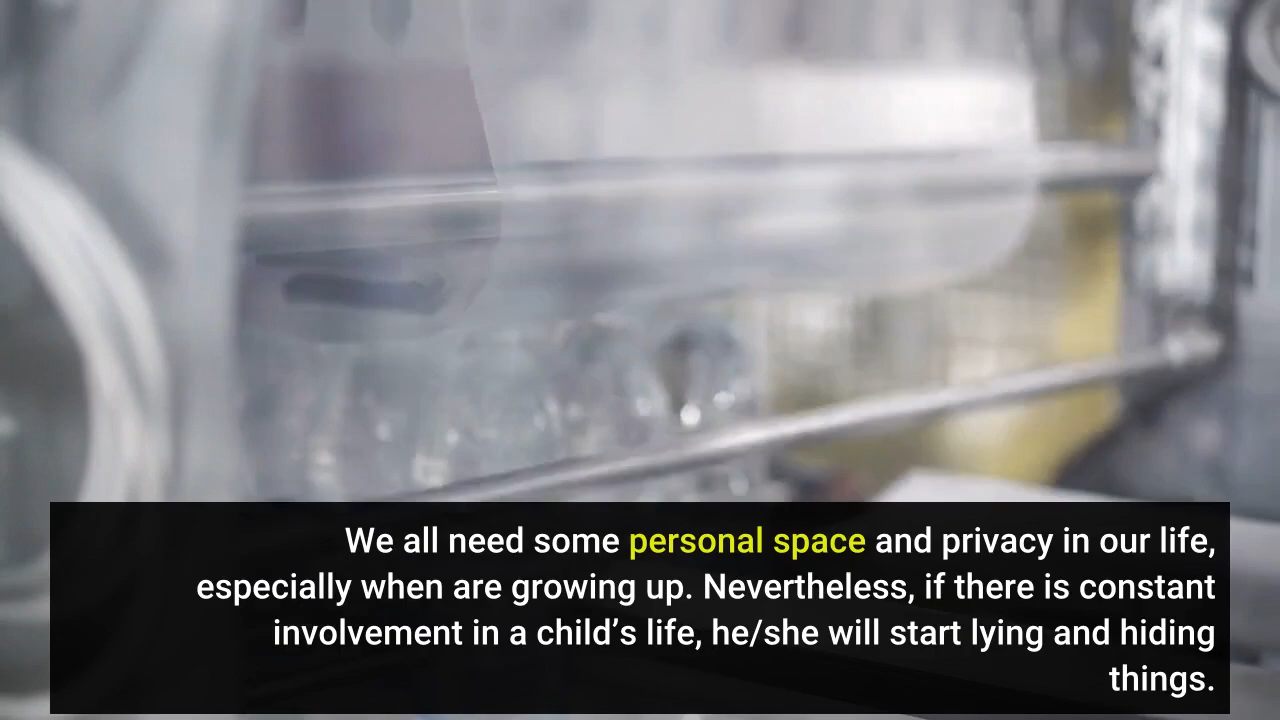 We all need some personal space and privacy in our life,
especially when are growing up. Nevertheless, if there is constant
involvement in a child’s life, he/she will start lying and hiding
things.